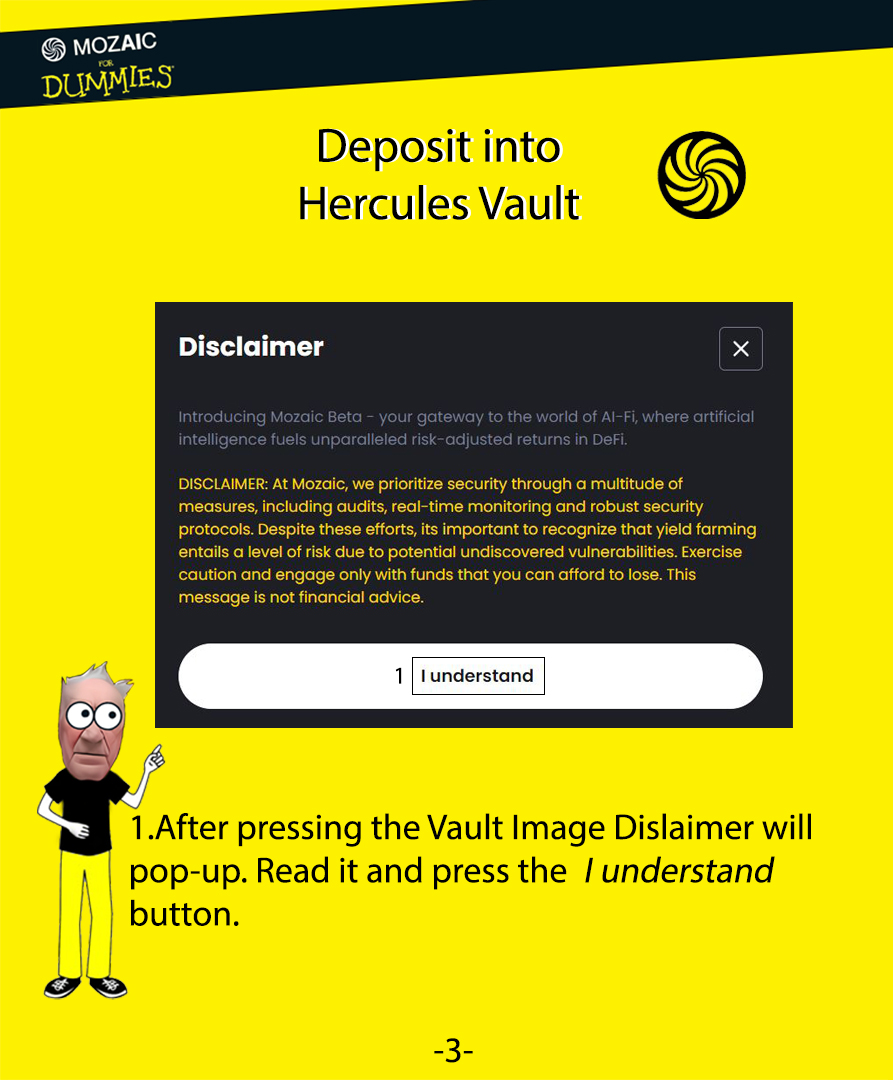 MOZAIC
FOR
DUMMIES
Deposit into
Hercules Vault
Disclaimer
Introducing Mozaic Beta - your gateway to the world of AI-Fi, where artificial
intelligence fuels unparalleled risk-adjusted returns in DeFi.
DISCLAIMER: At Mozaic, we prioritize security through a multitude of
measures, including audits, real-time monitoring and robust security
protocols. Despite these efforts, its important to recognize that yield farming
entails a level of risk due to potential undiscovered vulnerabilities. Exercise
caution and engage only with funds that you can afford to lose. This
message is not financial advice.
1 I understand
1.After pressing the Vault Image Dislaimer will
pop-up. Read it and press the I understand
button.
-3-